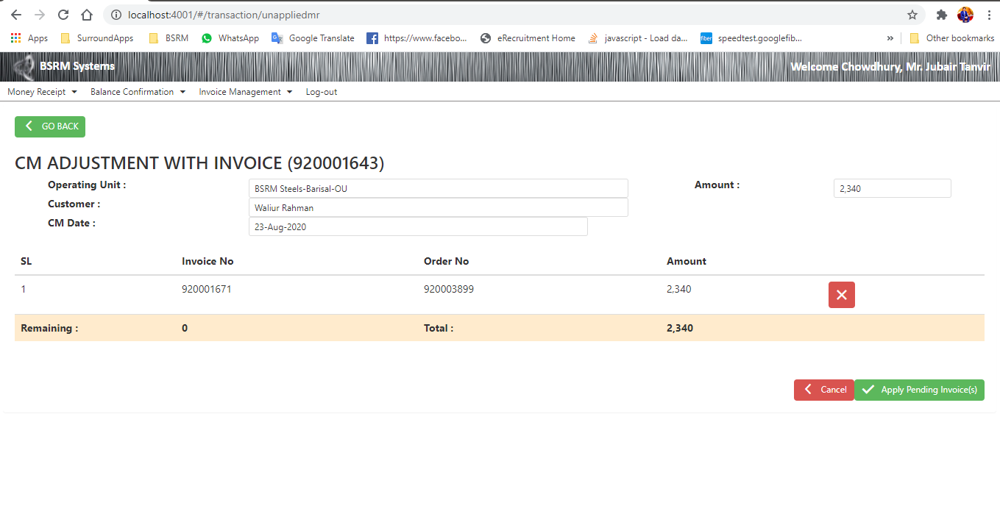 localhost:4001/#/transaction/unappliedmr
Apps SurroundApps BSRM WhatsApp Google Translate https://www.facebo... eRecruitment Home javascript - Load da... fiber speedtest.googlefib... » Other bookmarks
BSRM Systems Welcome Chowdhury, Mr. Jubair Tanvir
Money Receipt Balance Confirmation Invoice Management Log-out
GO BACK
CM ADJUSTMENT WITH INVOICE (920001643)
Operating Unit : BSRM Steels-Barisal-OU Amount : 2,340
Customer : Waliur Rahman
CM Date : 23-Aug-2020
SL Invoice No Order No Amount
1 920001671 920003899 2,340
Remaining : 0 Total : 2,340
Cancel Apply Pending Invoice(s)